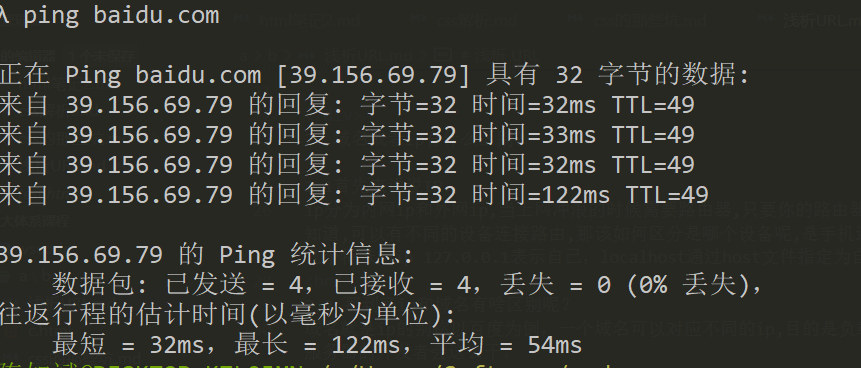 λ ping baidu.com
正在 Ping baidu.com [39.156.69.79] 具有 32 字节的数据:
来自 39.156.69.79 的回复: 字节=32 时间=32ms TTL=49
来自 39.156.69.79 的回复: 字节=32 时间=33ms TTL=49
来自 39.156.69.79 的回复: 字节=32 时间=32ms TTL=49
来自 39.156.69.79 的回复: 字节=32 时间=122ms TTL=49
39.156.69.79 的 Ping 统计信息:
数据包: 已发送 = 4，已接收 = 4，丢失 = 0 (0% 丢失)，
往返行程的估计时间(以毫秒为单位):
最短 = 32ms，最长 = 122ms，平均 = 54ms